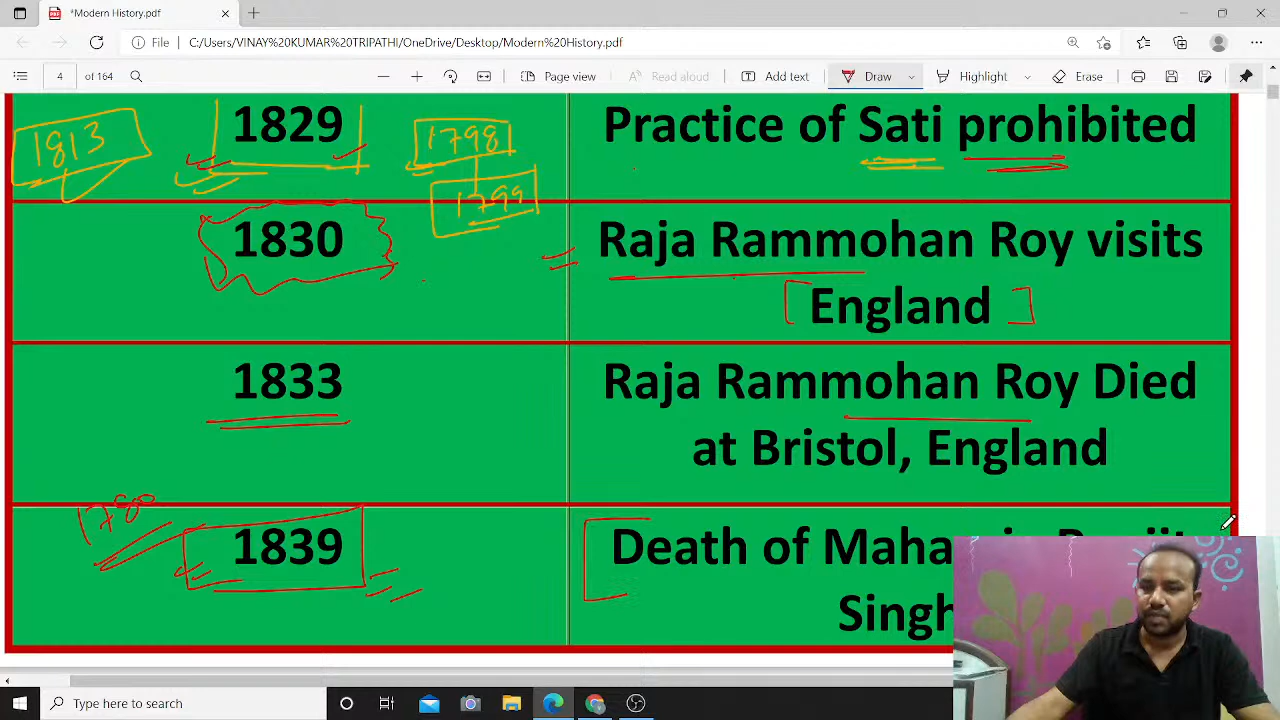 *Modern History.pdf
File
C:/Users/VINAY%20KUMAR%20TRIPATHI/OneDrive/Desktop/Modern%20History.pdf
4 of 164
Page view
Read aloud
Add text
Draw
Highlight
Erase
1813
1829
1798
1799
Practice of Sati prohibited
1830
Raja Rammohan Roy visits
England
1833
Raja Rammohan Roy Died
at Bristol, England
1780
1839
Death of
Singh
Type here to search